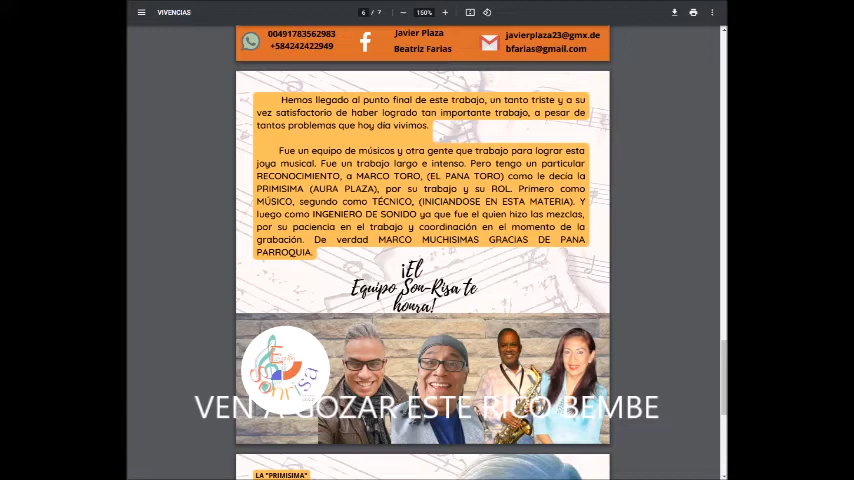 VIVENCIAS
6 / 7
150%
00491783562983
+584242422949
Javier Plaza
Beatriz Farias
javierplaza23@gmx.de
bfarias@gmail.com
Hemos llegado al punto final de este trabajo, un tanto triste y a su
vez satisfactorio de haber logrado tan importante trabajo, a pesar de
tantos problemas que hoy día vivimos.
Fue un equipo de músicos y otra gente que trabajo para lograr esta
joya musical. Fue un trabajo largo e intenso. Pero tengo un particular
RECONOCIMIENTO, a MARCO TORO, (EL PANA TORO) como le decía la
PRIMISIMA (AURA PLAZA), por su trabajo y su ROL. Primero como
MÚSICO, segundo como TÉCNICO, (INICIANDOSE EN ESTA MATERIA). Y
luego como INGENIERO DE SONIDO ya que fue el quien hizo las mezclas,
por su paciencia en el trabajo y coordinación en el momento de la
grabación. De verdad MARCO MUCHISIMAS GRACIAS DE PANA
PARROQUIA.
¡El
Equipo Son-Risa te
honra!
VEN A GOZAR ESTE RICO BEMBE
LA "PRIMISIMA"